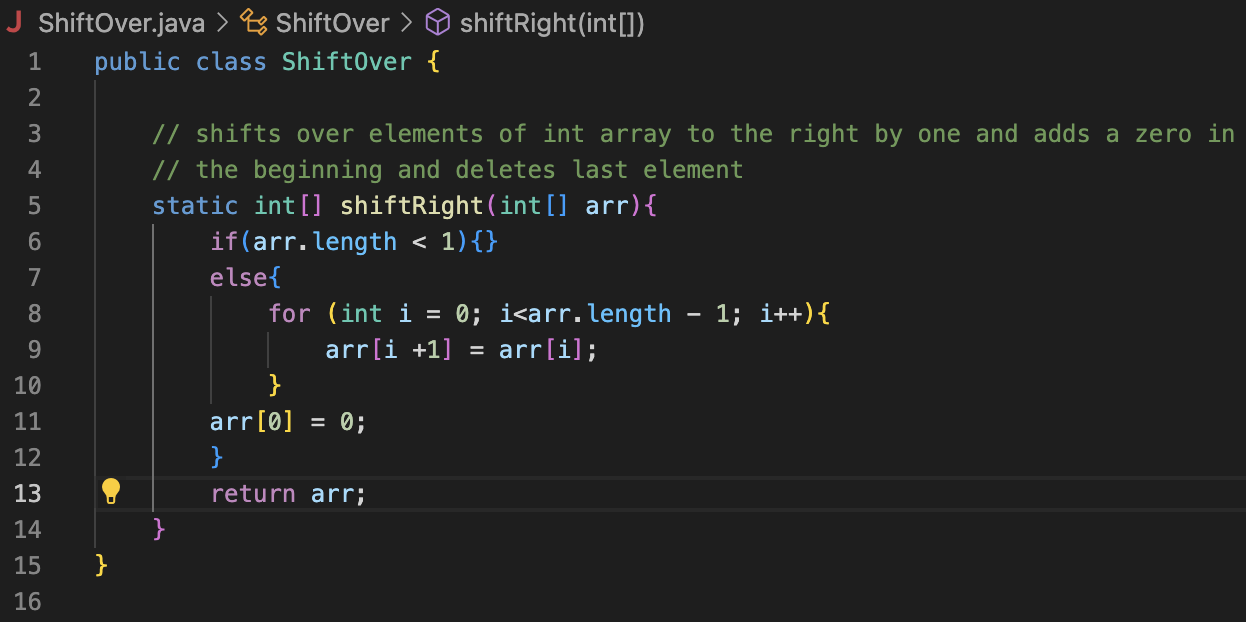 ShiftOver.java > ShiftOver > shiftRight(int[])
1 public class ShiftOver {
2
3 // shifts over elements of int array to the right by one and adds a zero in
4 // the beginning and deletes last element
5 static int[] shiftRight(int[] arr){
6 if(arr.length < 1){}
7 else{
8 for (int i = 0; i<arr.length - 1; i++){
9 arr[i +1] = arr[i];
10 }
11 arr[0] = 0;
12 }
13 return arr;
14 }
15 }
16